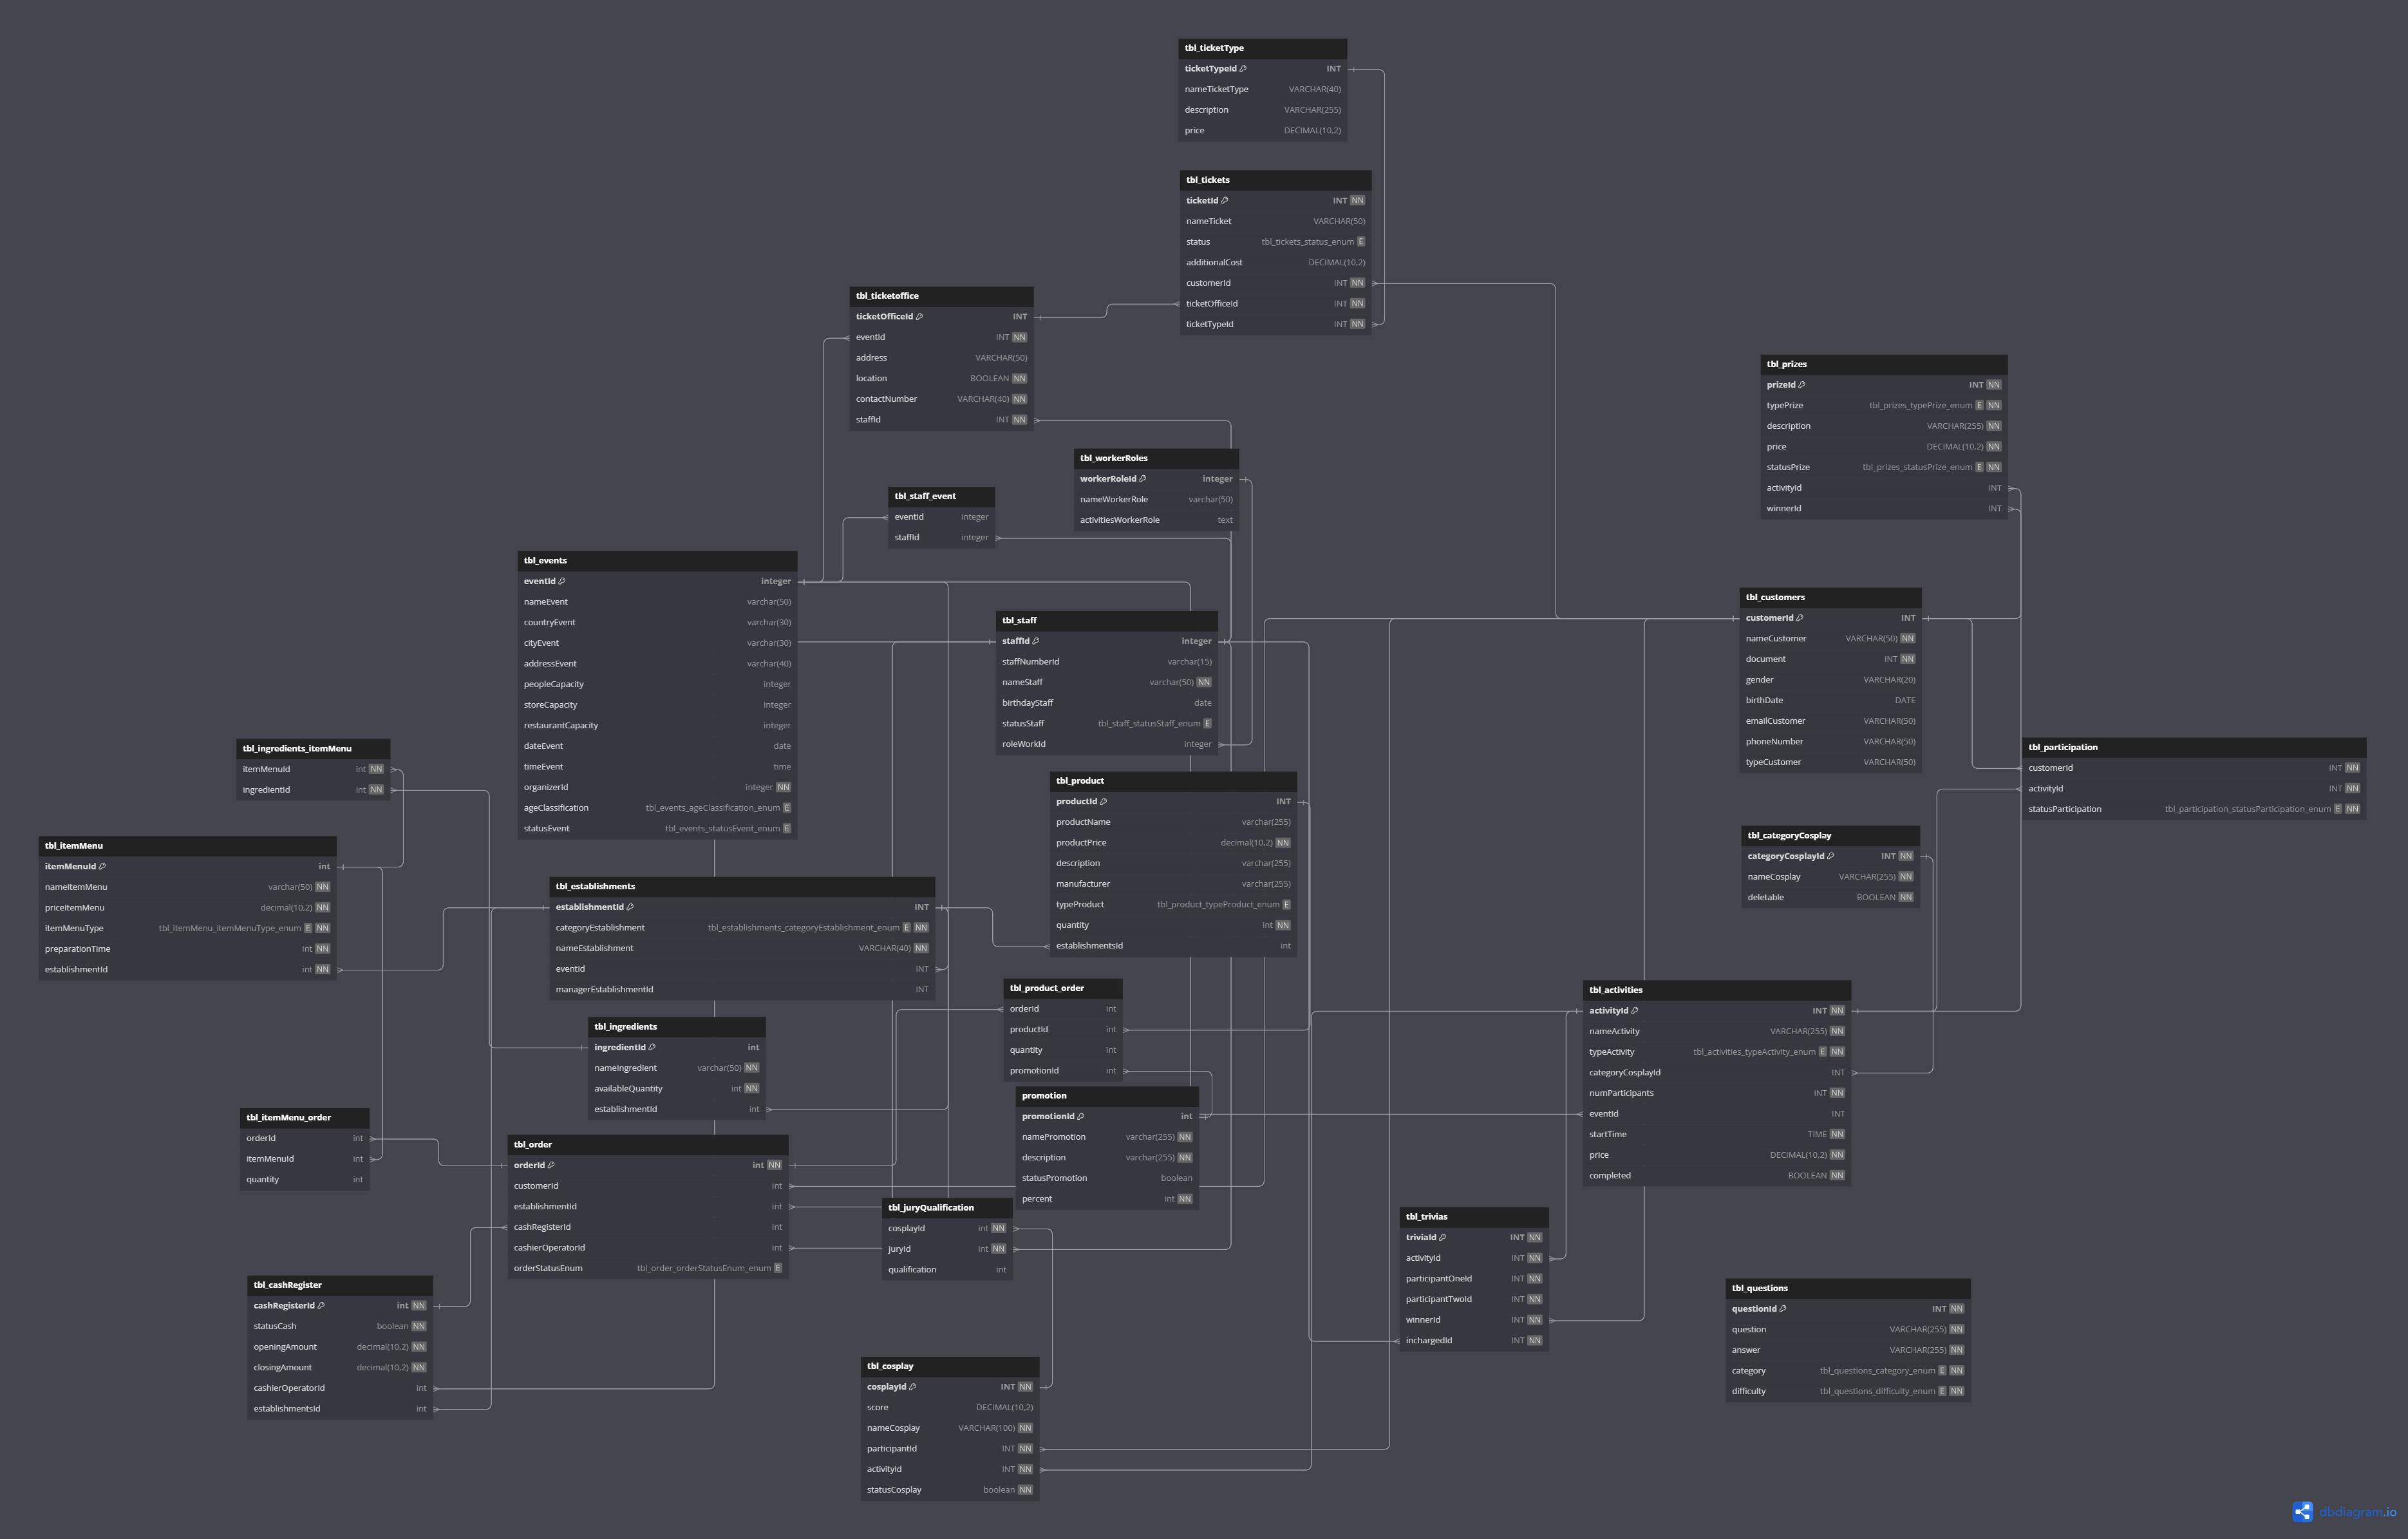 tbl_ticketType
ticketTypeId INT
nameTicketType VARCHAR(40)
description VARCHAR(255)
price DECIMAL(10,2)
tbl_tickets
ticketId INT NN
nameTicket VARCHAR(50)
status tbl_tickets_status_enum E
additionalCost DECIMAL(10,2)
customerId INT NN
ticketOfficeId INT NN
ticketTypeId INT NN
tbl_ticketoffice
ticketOfficeId INT
eventId INT NN
address VARCHAR(50)
location BOOLEAN NN
contactNumber VARCHAR(40) NN
staffId INT NN
tbl_prizes
prizeId INT NN
typePrize tbl_prizes_typePrize_enum E NN
description VARCHAR(255) NN
price DECIMAL(10,2) NN
statusPrize tbl_prizes_statusPrize_enum E NN
activityId INT
winnerId INT
tbl_workerRoles
workerRoleId integer
nameWorkerRole varchar(50)
activitiesWorkerRole text
tbl_staff_event
eventId integer
staffId integer
tbl_events
eventId integer
nameEvent varchar(50)
countryEvent varchar(30)
cityEvent varchar(30)
addressEvent varchar(40)
peopleCapacity integer
storeCapacity integer
restaurantCapacity integer
dateEvent date
timeEvent time
organizerId integer NN
ageClassification tbl_events_ageClassification_enum E
statusEvent tbl_events_statusEvent_enum E
tbl_staff
staffId integer
staffNumberId varchar(15)
nameStaff varchar(50) NN
birthdayStaff date
statusStaff tbl_staff_statusStaff_enum E
roleWorkId integer
tbl_customers
customerId INT
nameCustomer VARCHAR(50) NN
document INT NN
gender VARCHAR(20)
birthDate DATE
emailCustomer VARCHAR(50)
phoneNumber VARCHAR(50)
typeCustomer VARCHAR(50)
tbl_participation
customerId INT NN
activityId INT NN
statusParticipation tbl_participation_statusParticipation_enum E NN
tbl_ingredients_itemMenu
itemMenuId int NN
ingredientId int NN
tbl_product
productId INT
productName varchar(255)
productPrice decimal(10,2) NN
description varchar(255)
manufacturer varchar(255)
typeProduct tbl_product_typeProduct_enum E
quantity int NN
establishmentsId int
tbl_categoryCosplay
categoryCosplayId INT NN
nameCosplay VARCHAR(255) NN
deletable BOOLEAN NN
tbl_itemMenu
itemMenuId int
nameItemMenu varchar(50) NN
priceItemMenu decimal(10,2) NN
itemMenuType tbl_itemMenu_itemMenuType_enum E NN
preparationTime int NN
establishmentId int NN
tbl_establishments
establishmentId INT
categoryEstablishment tbl_establishments_categoryEstablishment_enum E NN
nameEstablishment VARCHAR(40) NN
eventId INT
managerEstablishmentId INT
tbl_product_order
orderId int
productId int
quantity int
promotionId int
tbl_activities
activityId INT NN
nameActivity VARCHAR(255) NN
typeActivity tbl_activities_typeActivity_enum E NN
categoryCosplayId INT
numParticipants INT NN
eventId INT
startTime TIME NN
price DECIMAL(10,2) NN
completed BOOLEAN NN
tbl_ingredients
ingredientId int
nameIngredient varchar(50) NN
availableQuantity int NN
establishmentId int
promotion
promotionId int
namePromotion varchar(255) NN
description varchar(255) NN
statusPromotion boolean
percent int NN
tbl_itemMenu_order
orderId int
itemMenuId int
quantity int
tbl_order
orderId int NN
customerId int
establishmentId int
cashRegisterId int
cashierOperatorId int
orderStatusEnum tbl_order_orderStatusEnum_enum E
tbl_juryQualification
cosplayId int NN
juryId int NN
qualification int
tbl_trivias
triviaId INT NN
activityId INT NN
participantOneId INT NN
participantTwoId INT NN
winnerId INT NN
inchargedId INT NN
tbl_cashRegister
cashRegisterId int NN
statusCash boolean NN
openingAmount decimal(10,2) NN
closingAmount decimal(10,2) NN
cashierOperatorId int
establishmentsId int
tbl_questions
questionId INT NN
question VARCHAR(255) NN
answer VARCHAR(255) NN
category tbl_questions_category_enum E NN
difficulty tbl_questions_difficulty_enum E NN
tbl_cosplay
cosplayId INT NN
score DECIMAL(10,2)
nameCosplay VARCHAR(100) NN
participantId INT NN
activityId INT NN
statusCosplay boolean NN
dbdiagram.io